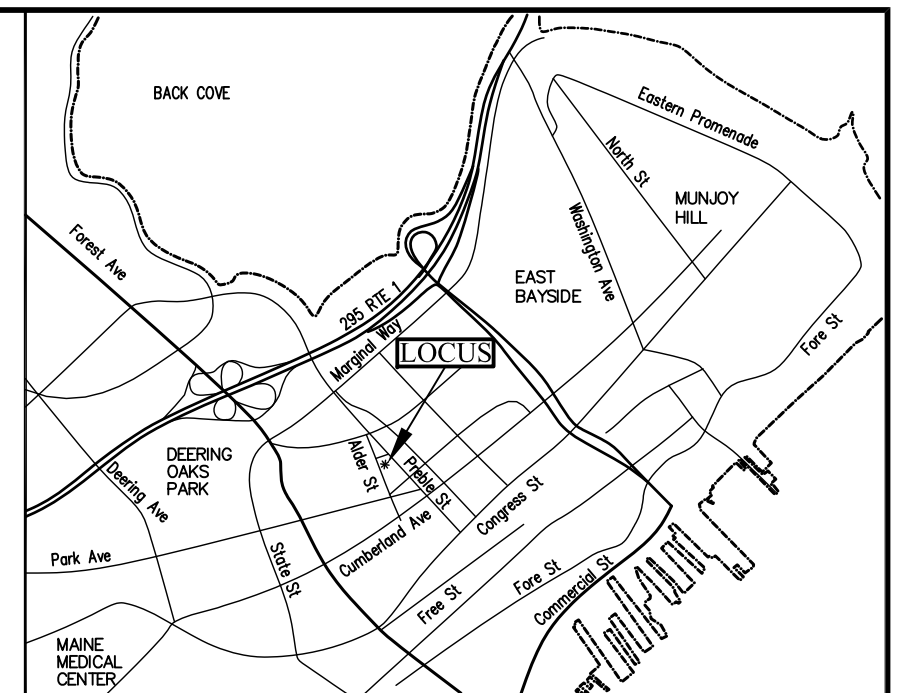 BACK COVE
Eastern Promenade
North St
MUNJOY
HILL
Washington Ave
Forest Ave
EAST
BAYSIDE
295 RTE 1
Marginal Way
Fore St
LOCUS
DEERING
OAKS
PARK
Alder St
Preble St
Deering Ave
Congress St
Cumberland Ave
Park Ave
State St
Fore St
Free St
Commercial St
MAINE
MEDICAL
CENTER